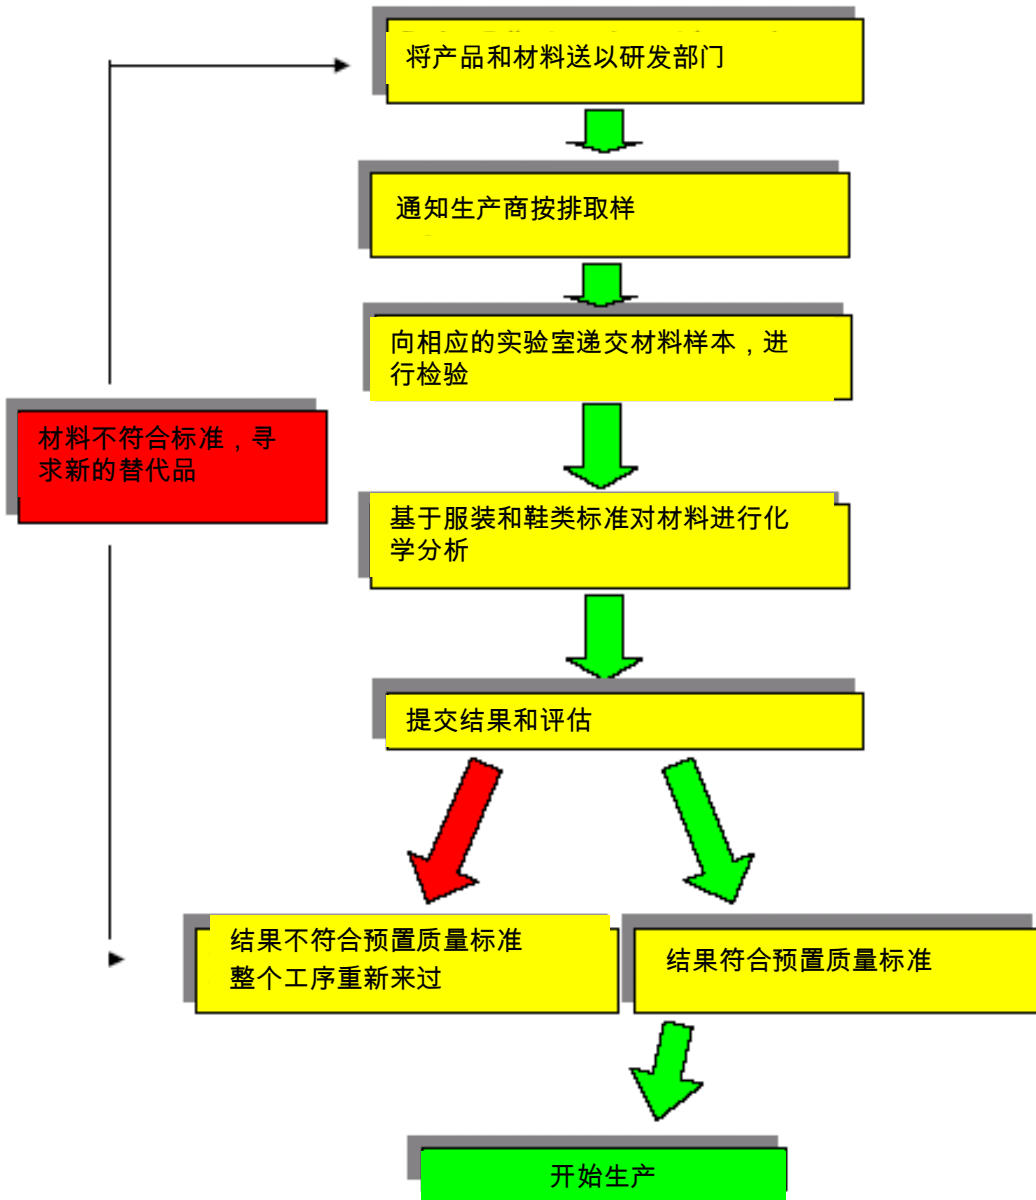 将产品和材料送以研发部门
通知生产商按排取样
向相应的实验室递交材料样本，进
行检验
材料不符合标准，寻
求新的替代品
基于服装和鞋类标准对材料进行化
学分析
提交结果和评估
结果不符合预置质量标准
整个工序重新来过
结果符合预置质量标准
开始生产